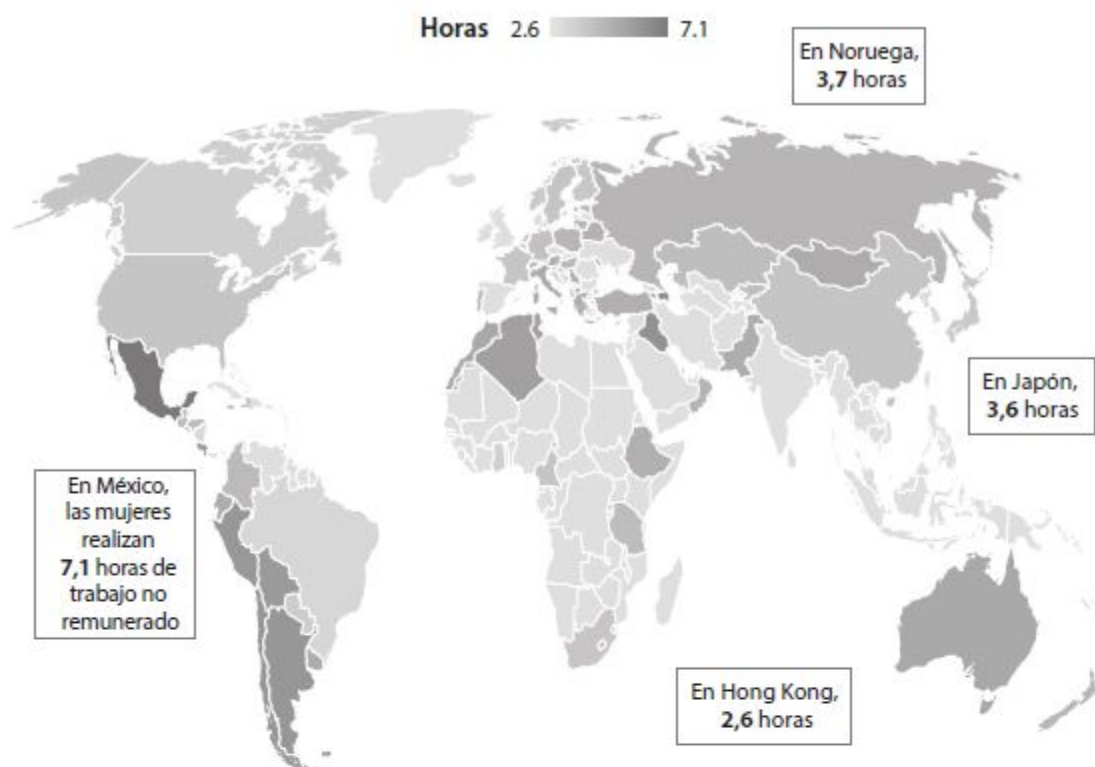 Horas 2.6 7.1
En Noruega,
3,7 horas
En Japón,
3,6 horas
En México,
las mujeres
realizan
7,1 horas de
trabajo no
remunerado
En Hong Kong,
2,6 horas